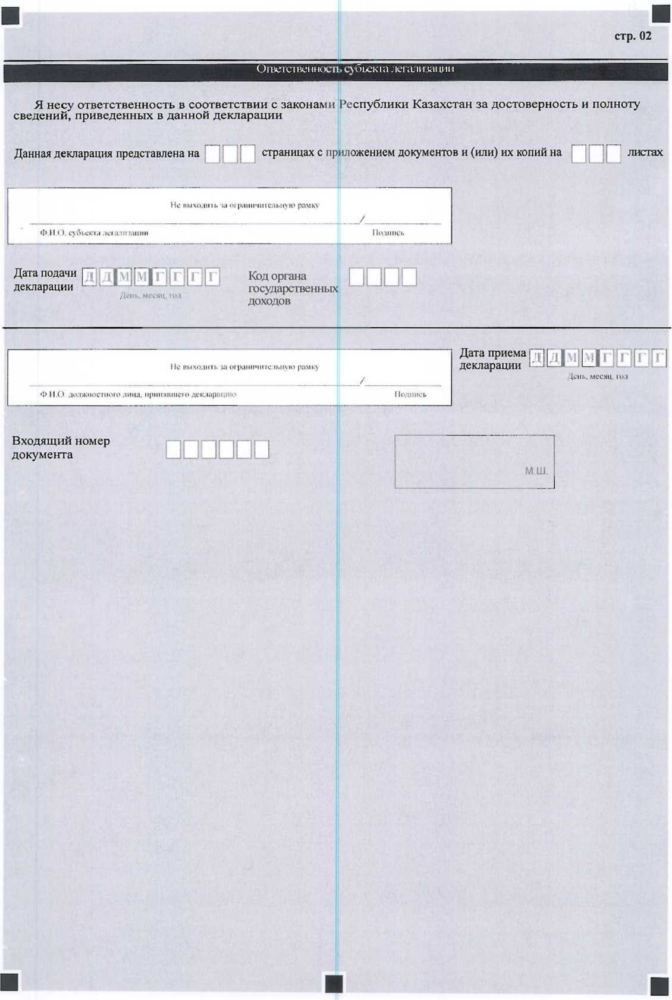 стр. 02
Ответственность субъекта легализации
Я несу ответственность в соответствии с законами Республики Казахстан за достоверность и полноту
сведений, приведенных в данной декларации
Данная декларация представлена на страницах с приложением документов и (или) их копий на листах
Не выходить за ограничительную рамку
/
Ф.И.О. субъекта легализации Подпись
Дата подачи
декларации
Д Д М М Г Г Г Г
День, месяц, год
Код органа
государственных
доходов
Не выходить за ограничительную рамку
/
Ф.И.О. должностного лица, принявшего декларацию Подпись
Дата приема
декларации
Д Д М М Г Г Г Г
День, месяц, год
Входящий номер
документа
М.Ш.